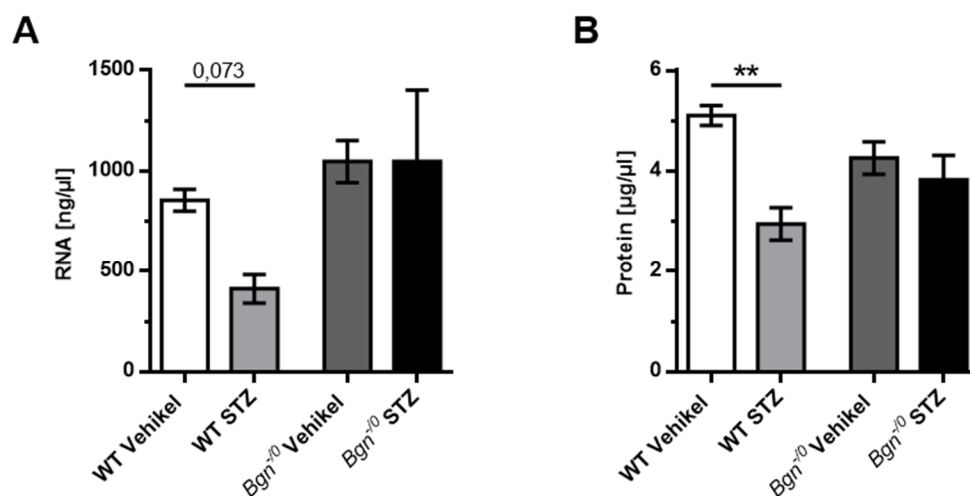 A
0,073
1500
1000
500
0
RNA [ng/µl]
WT Vehikel
WT STZ
Bgn-/0 Vehikel
Bgn-/0 STZ
B
**
6
4
2
0
Protein [µg/µl]
WT Vehikel
WT STZ
Bgn-/0 Vehikel
Bgn-/0 STZ